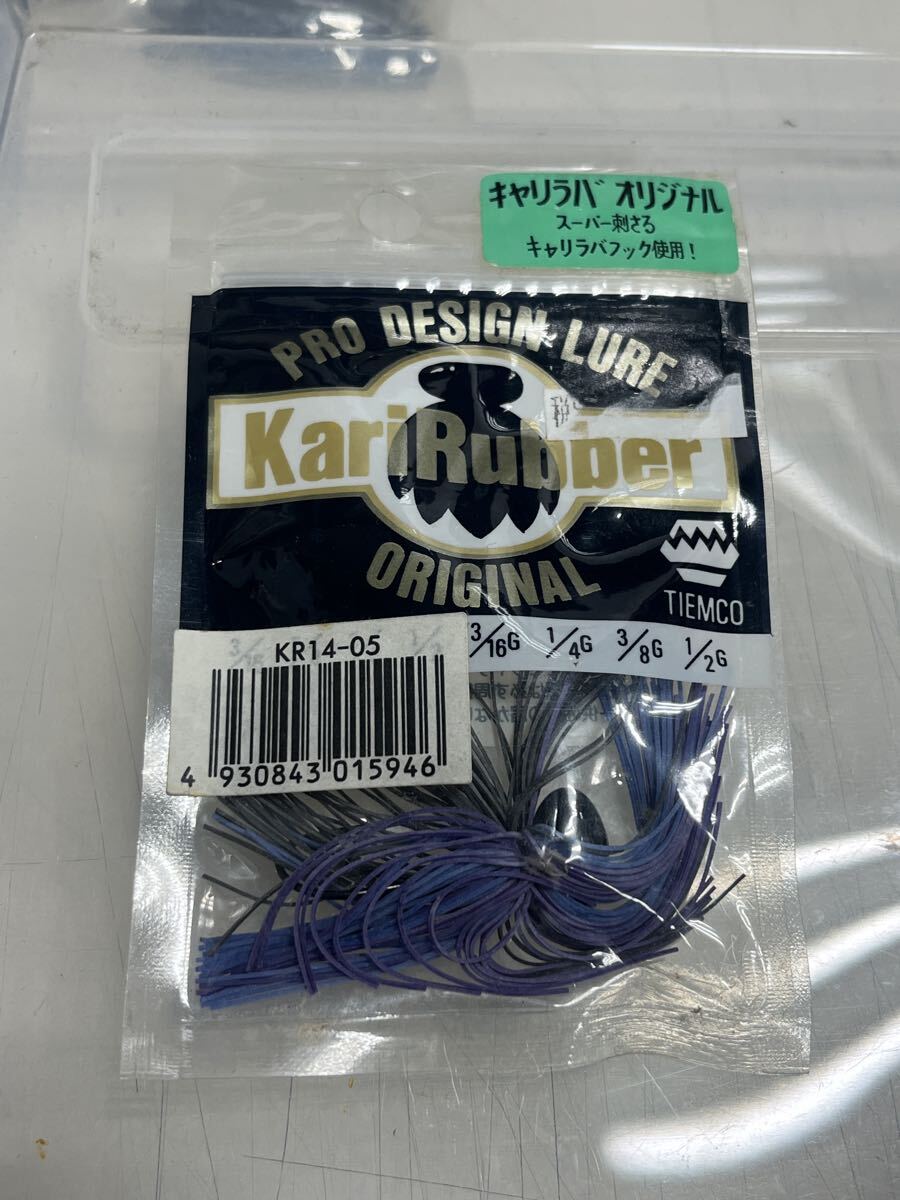 キャリラバ オリジナル
スーパー刺さる
キャリラバフック使用！
PRO DESIGN LURE
KariRubber
ORIGINAL
TIEMCO
3/16G 1/4G 3/8G 1/2G
KR14-05
4 930843 015946